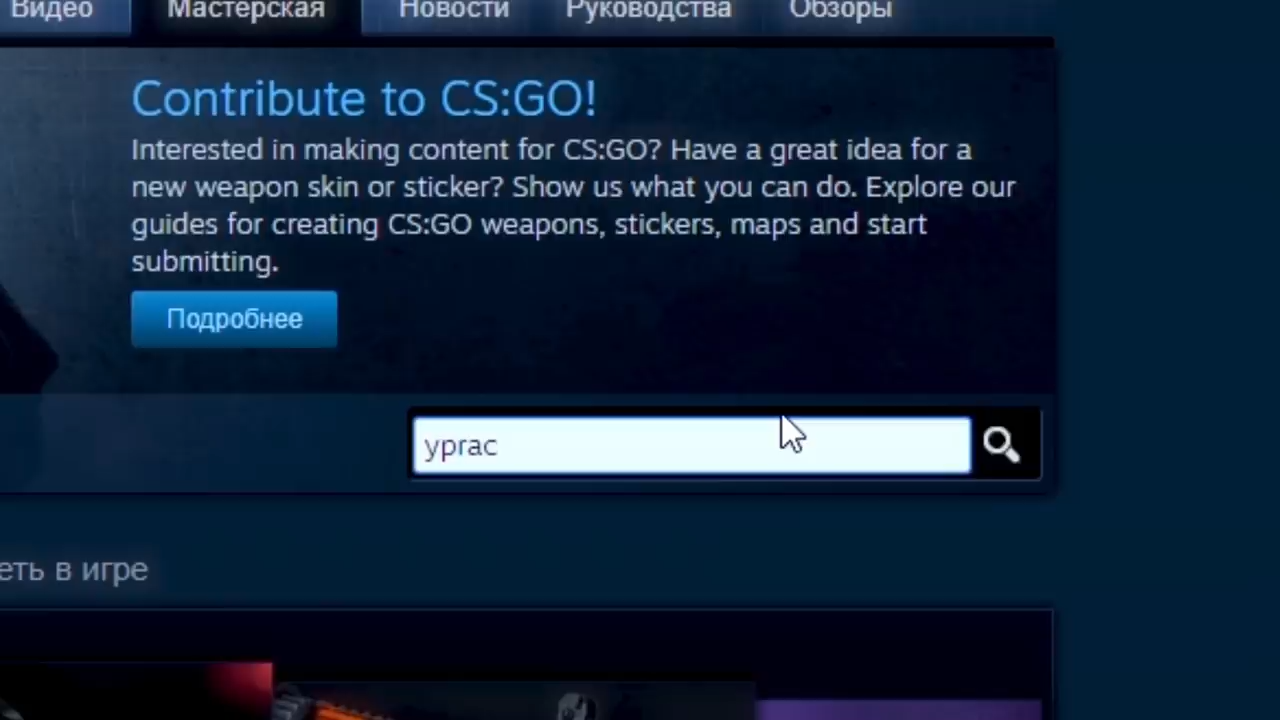 Видео Мастерская Новости Руководства Обзоры
Contribute to CS:GO!
Interested in making content for CS:GO? Have a great idea for a
new weapon skin or sticker? Show us what you can do. Explore our
guides for creating CS:GO weapons, stickers, maps and start
submitting.
Подробнее
yprac
еть в игре